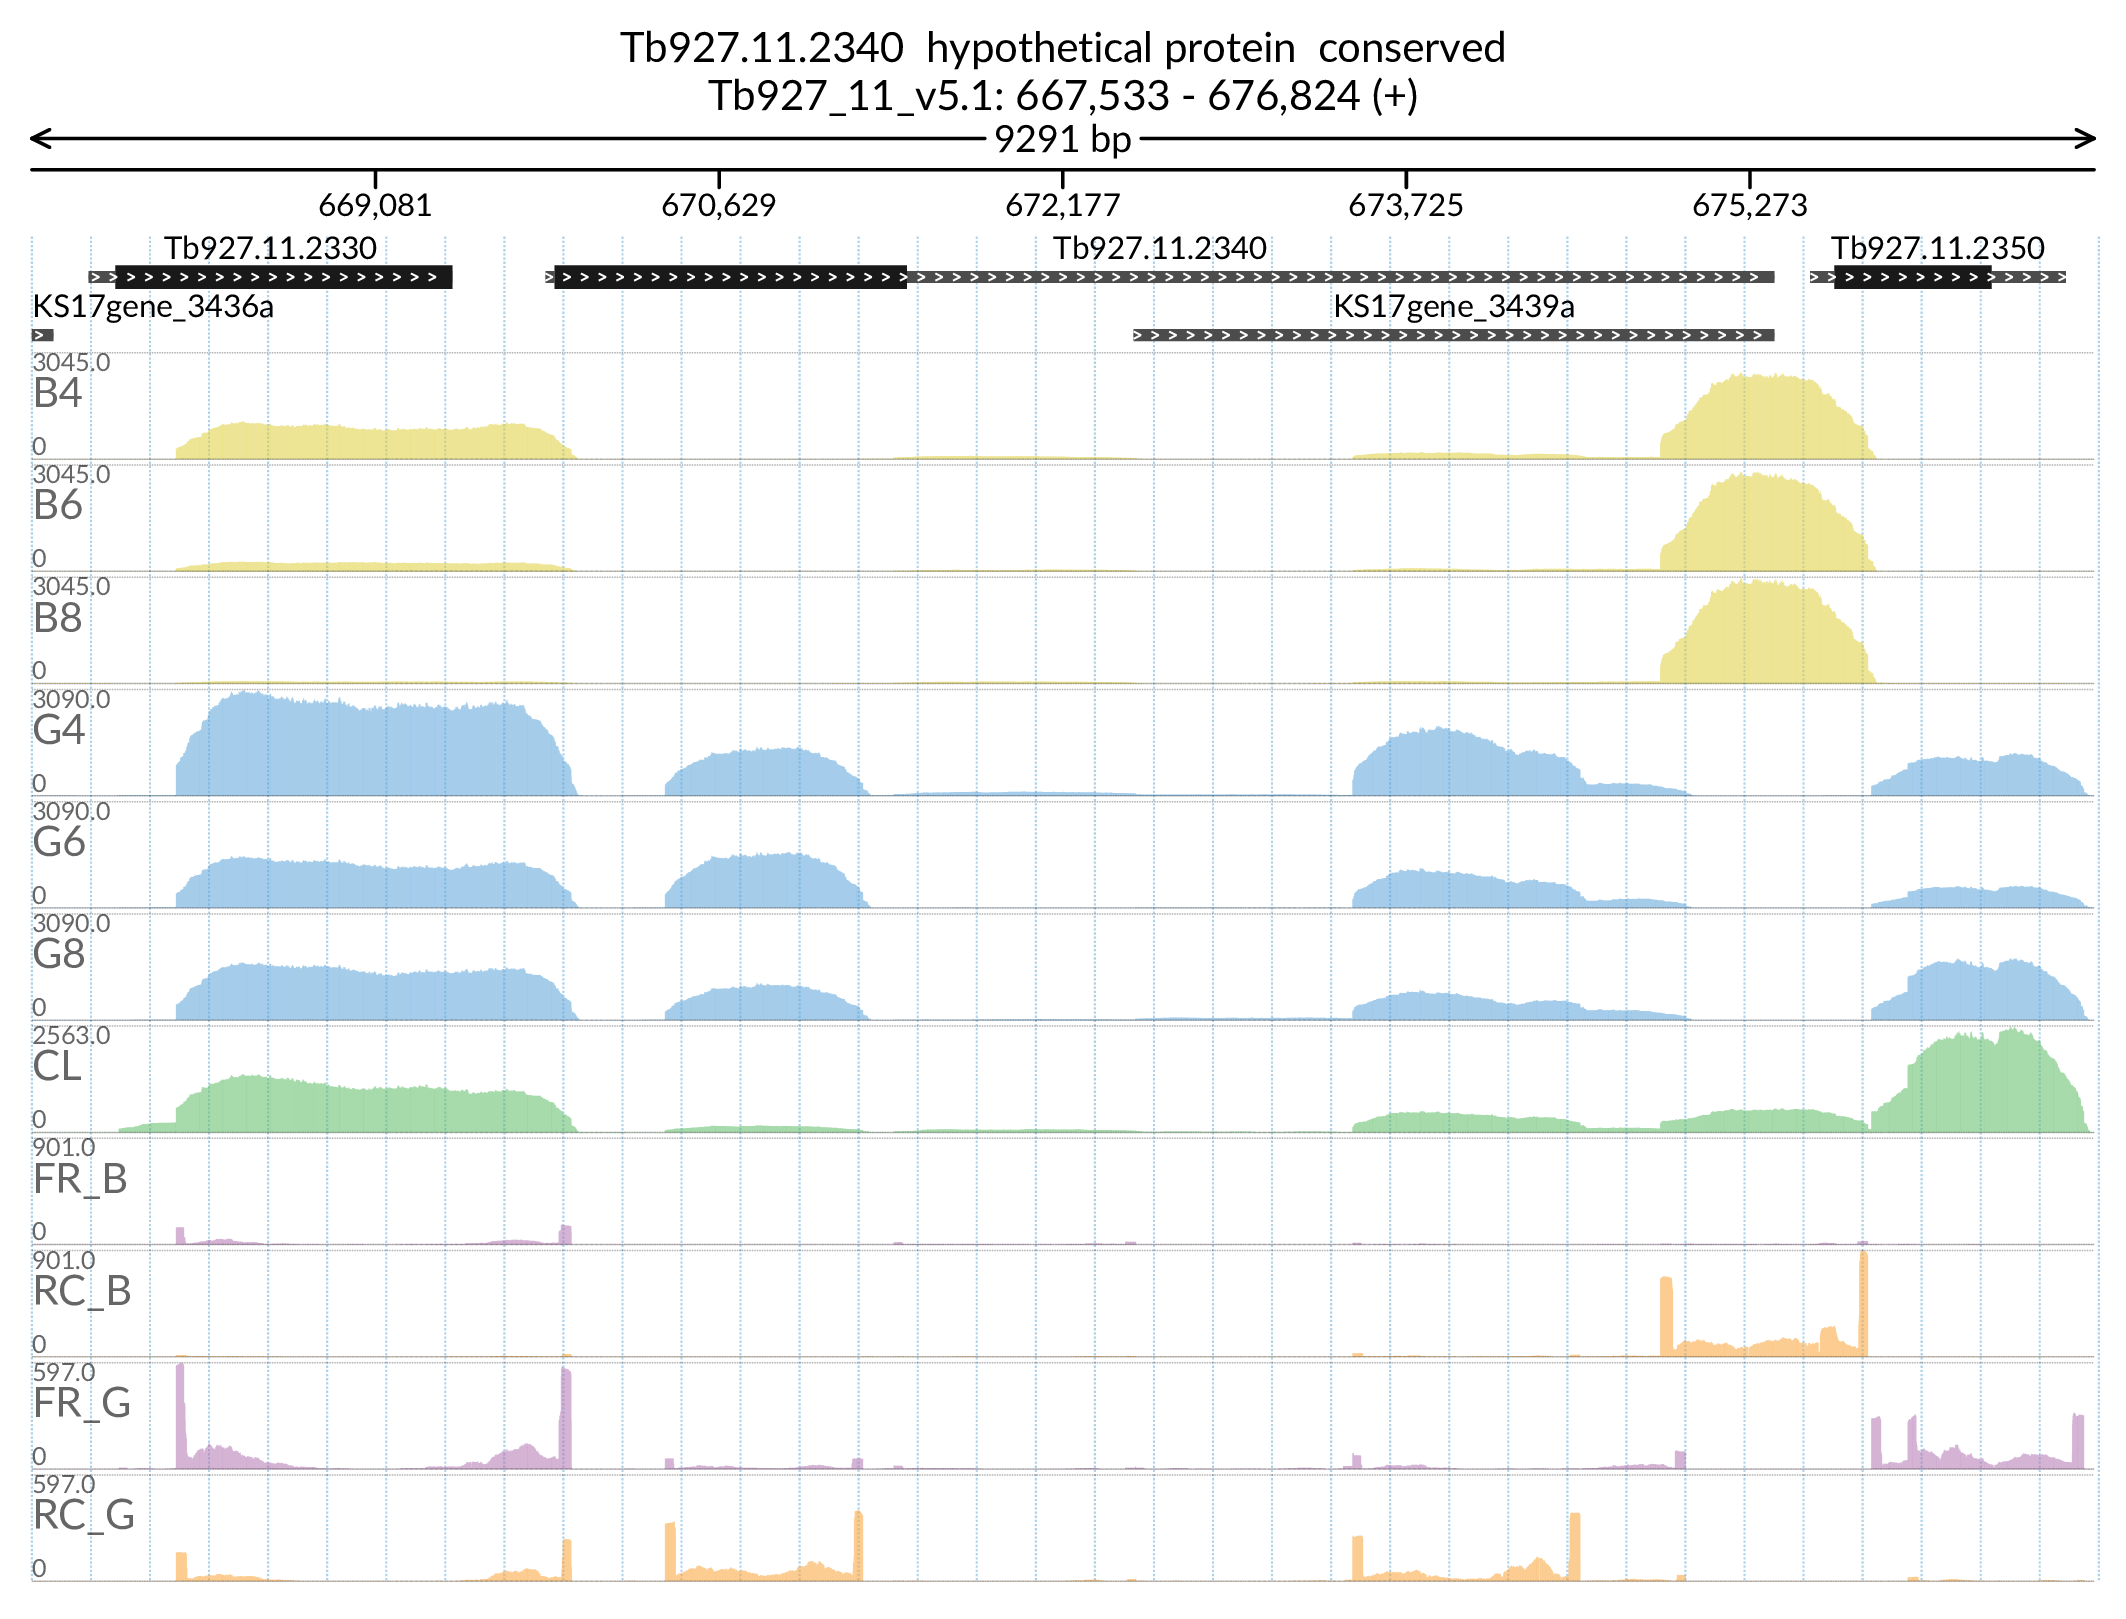 Tb927.11.2340 hypothetical protein conserved
Tb927_11_v5.1: 667,533 - 676,824 (+)
9291 bp
669,081 670,629 672,177 673,725 675,273
Tb927.11.2330 Tb927.11.2340 Tb927.11.2350
KS17gene_3436a KS17gene_3439a
3045.0
B4
0
3045.0
B6
0
3045.0
B8
0
3090.0
G4
0
3090.0
G6
0
3090.0
G8
0
2563.0
CL
0
901.0
FR_B
0
901.0
RC_B
0
597.0
FR_G
0
597.0
RC_G
0